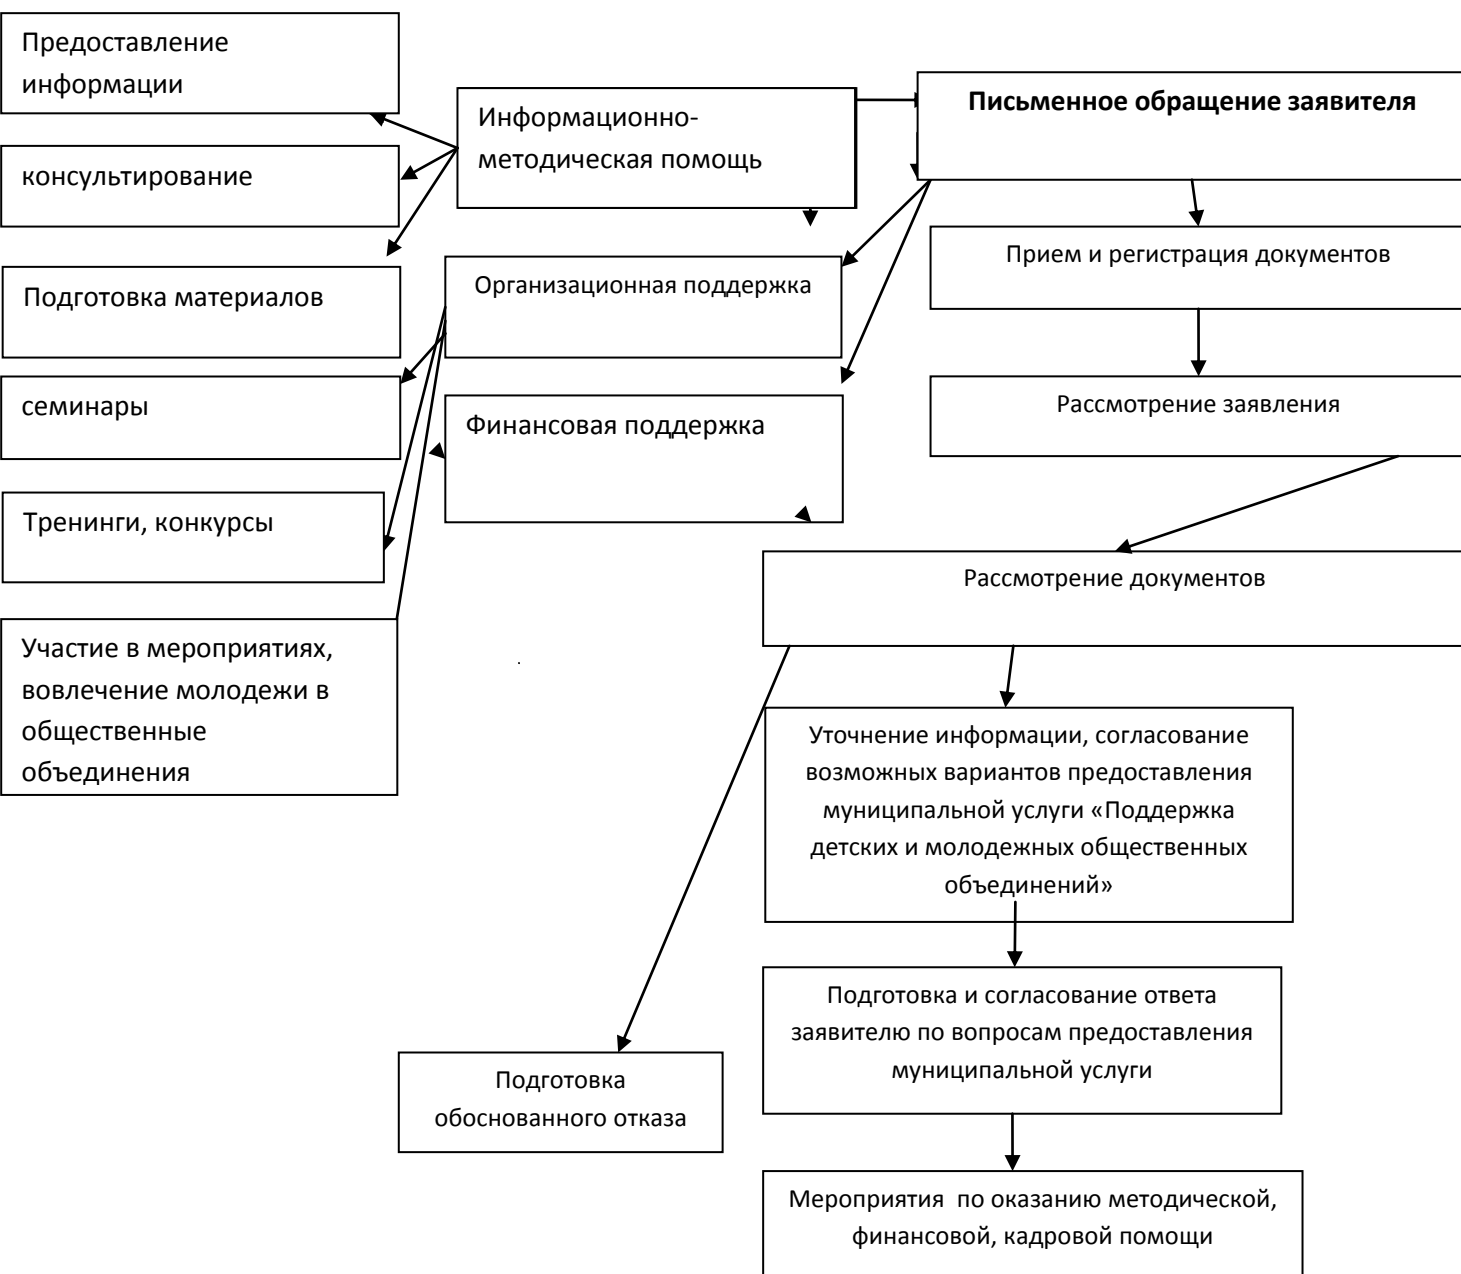 Предоставление
информации
консультирование
Подготовка материалов
семинары
Тренинги, конкурсы
Участие в мероприятиях,
вовлечение молодежи в
общественные
объединения
Информационно-
методическая помощь
Организационная поддержка
Финансовая поддержка
Письменное обращение заявителя
Прием и регистрация документов
Рассмотрение заявления
Рассмотрение документов
Уточнение информации, согласование
возможных вариантов предоставления
муниципальной услуги «Поддержка
детских и молодежных общественных
объединений»
Подготовка и согласование ответа
заявителю по вопросам предоставления
муниципальной услуги
Подготовка
обоснованного отказа
Мероприятия по оказанию методической,
финансовой, кадровой помощи